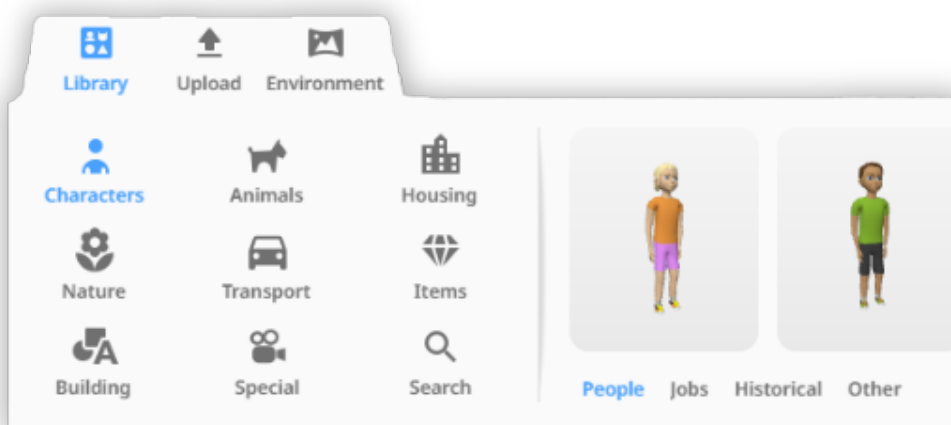 Library Upload Environment
Characters Animals Housing
Nature Transport Items
Building Special Search
People Jobs Historical Other